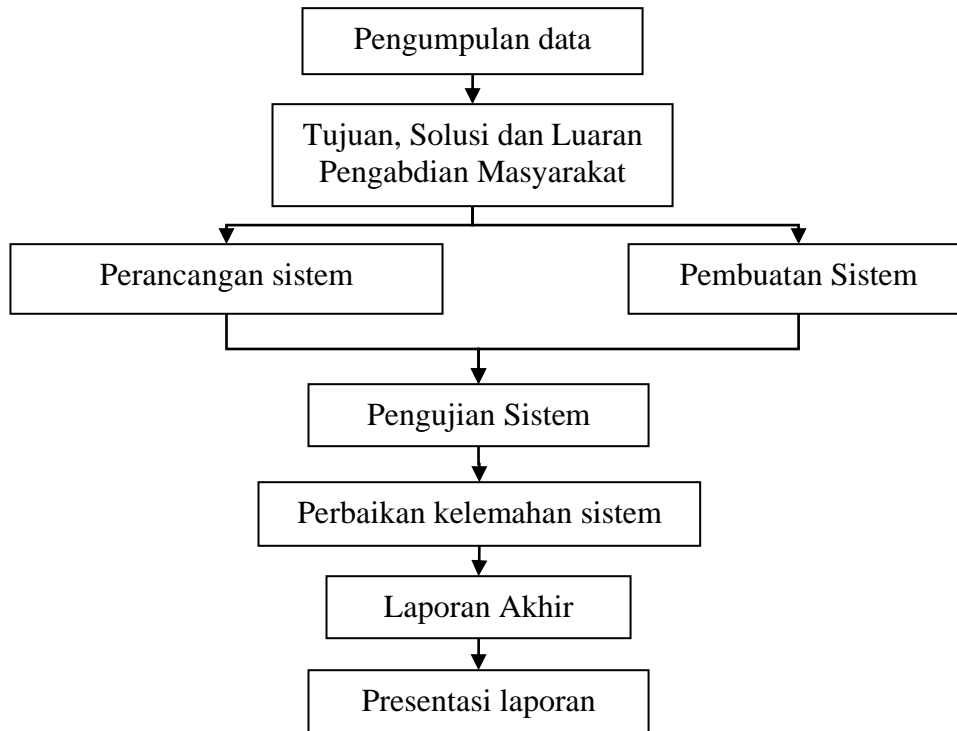 Pengumpulan data
Tujuan, Solusi dan Luaran
Pengabdian Masyarakat
Perancangan sistem
Pembuatan Sistem
Pengujian Sistem
Perbaikan kelemahan sistem
Laporan Akhir
Presentasi laporan